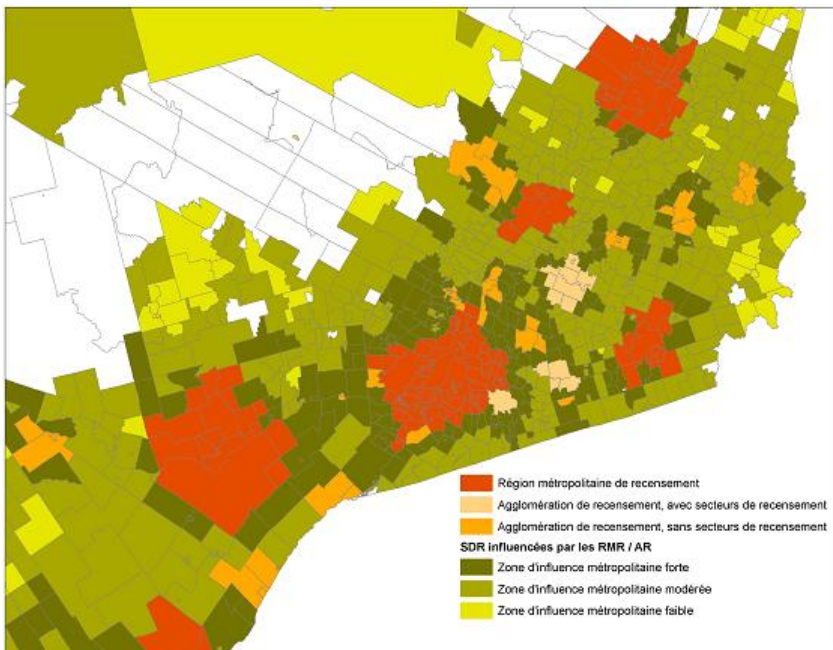 Région métropolitaine de recensement
Agglomération de recensement, avec secteurs de recensement
Agglomération de recensement, sans secteurs de recensement
SDR influencées par les RMR / AR
Zone d'influence métropolitaine forte
Zone d'influence métropolitaine modérée
Zone d'influence métropolitaine faible